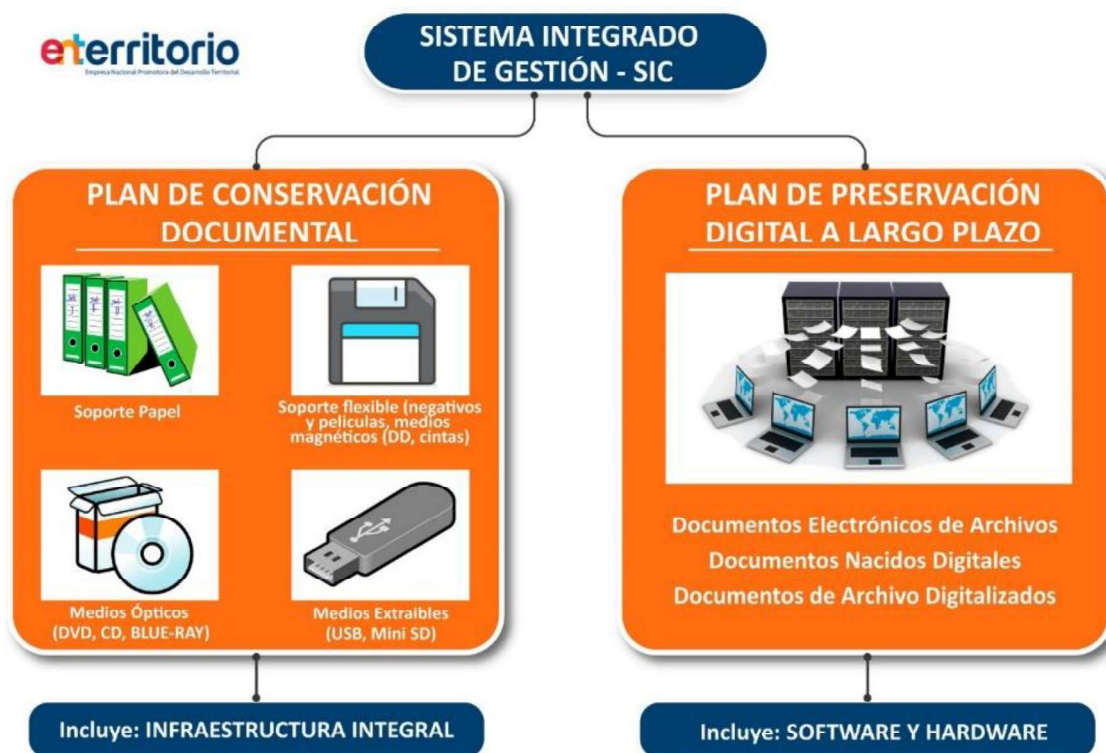 enterritorio
Empresa Nacional Promotora del Desarrollo Territorial
SISTEMA INTEGRADO
DE GESTIÓN - SIC
PLAN DE CONSERVACIÓN
DOCUMENTAL
Soporte Papel
Soporte flexible (negativos
y peliculas, medios
magnéticos (DD, cintas)
Medios Ópticos
(DVD, CD, BLUE-RAY)
Medios Extraibles
(USB, Mini SD)
Incluye: INFRAESTRUCTURA INTEGRAL
PLAN DE PRESERVACIÓN
DIGITAL A LARGO PLAZO
Documentos Electrónicos de Archivos
Documentos Nacidos Digitales
Documentos de Archivo Digitalizados
Incluye: SOFTWARE Y HARDWARE